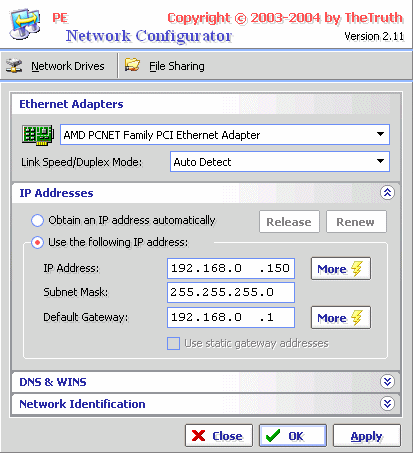 PE Copyright © 2003-2004 by TheTruth
Network Configurator Version 2.11
Network Drives File Sharing
Ethernet Adapters
AMD PCNET Family PCI Ethernet Adapter
Link Speed/Duplex Mode: Auto Detect
IP Addresses
Obtain an IP address automatically Release Renew
Use the following IP address:
IP Address: 192.168.0 .150 More
Subnet Mask: 255.255.255.0
Default Gateway: 192.168.0 .1 More
Use static gateway addresses
DNS & WINS
Network Identification
Close OK Apply